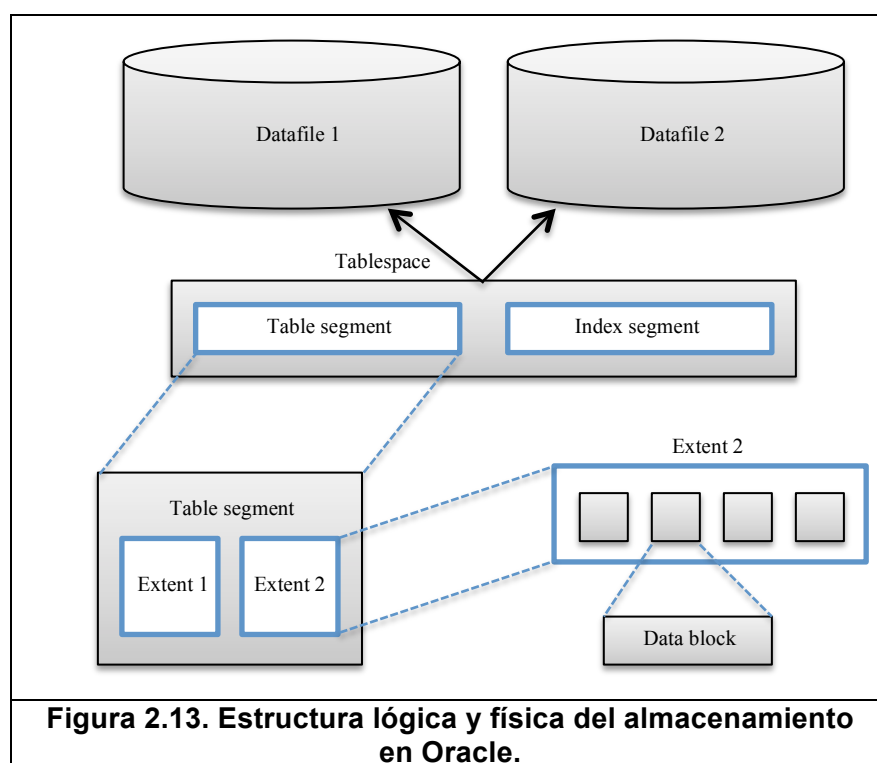 Datafile 1
Datafile 2
Tablespace
Table segment
Index segment
Extent 2
Table segment
Extent 1
Extent 2
Data block
Figura 2.13. Estructura lógica y física del almacenamiento
en Oracle.